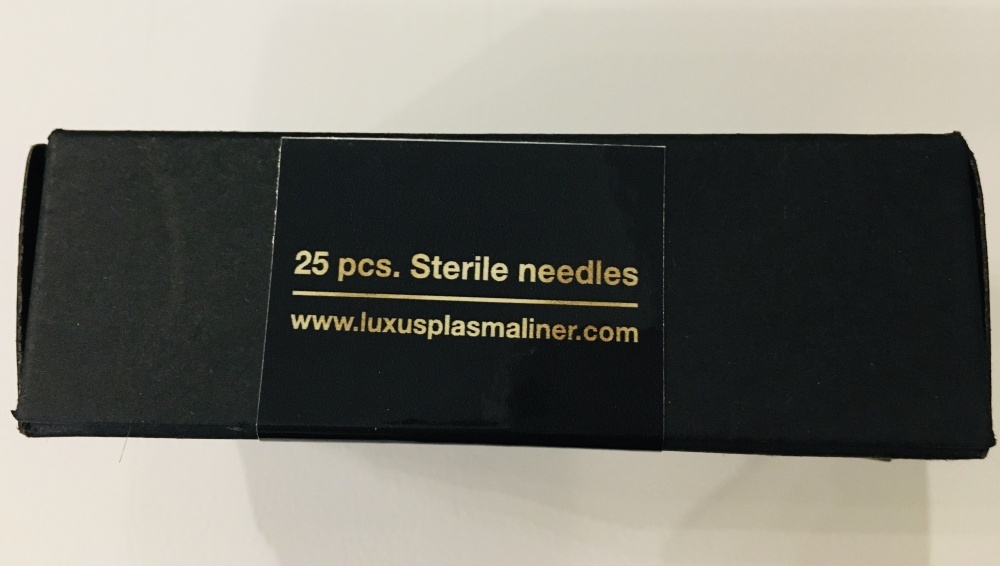 25 pcs. Sterile needles
www.luxusplasmaliner.com